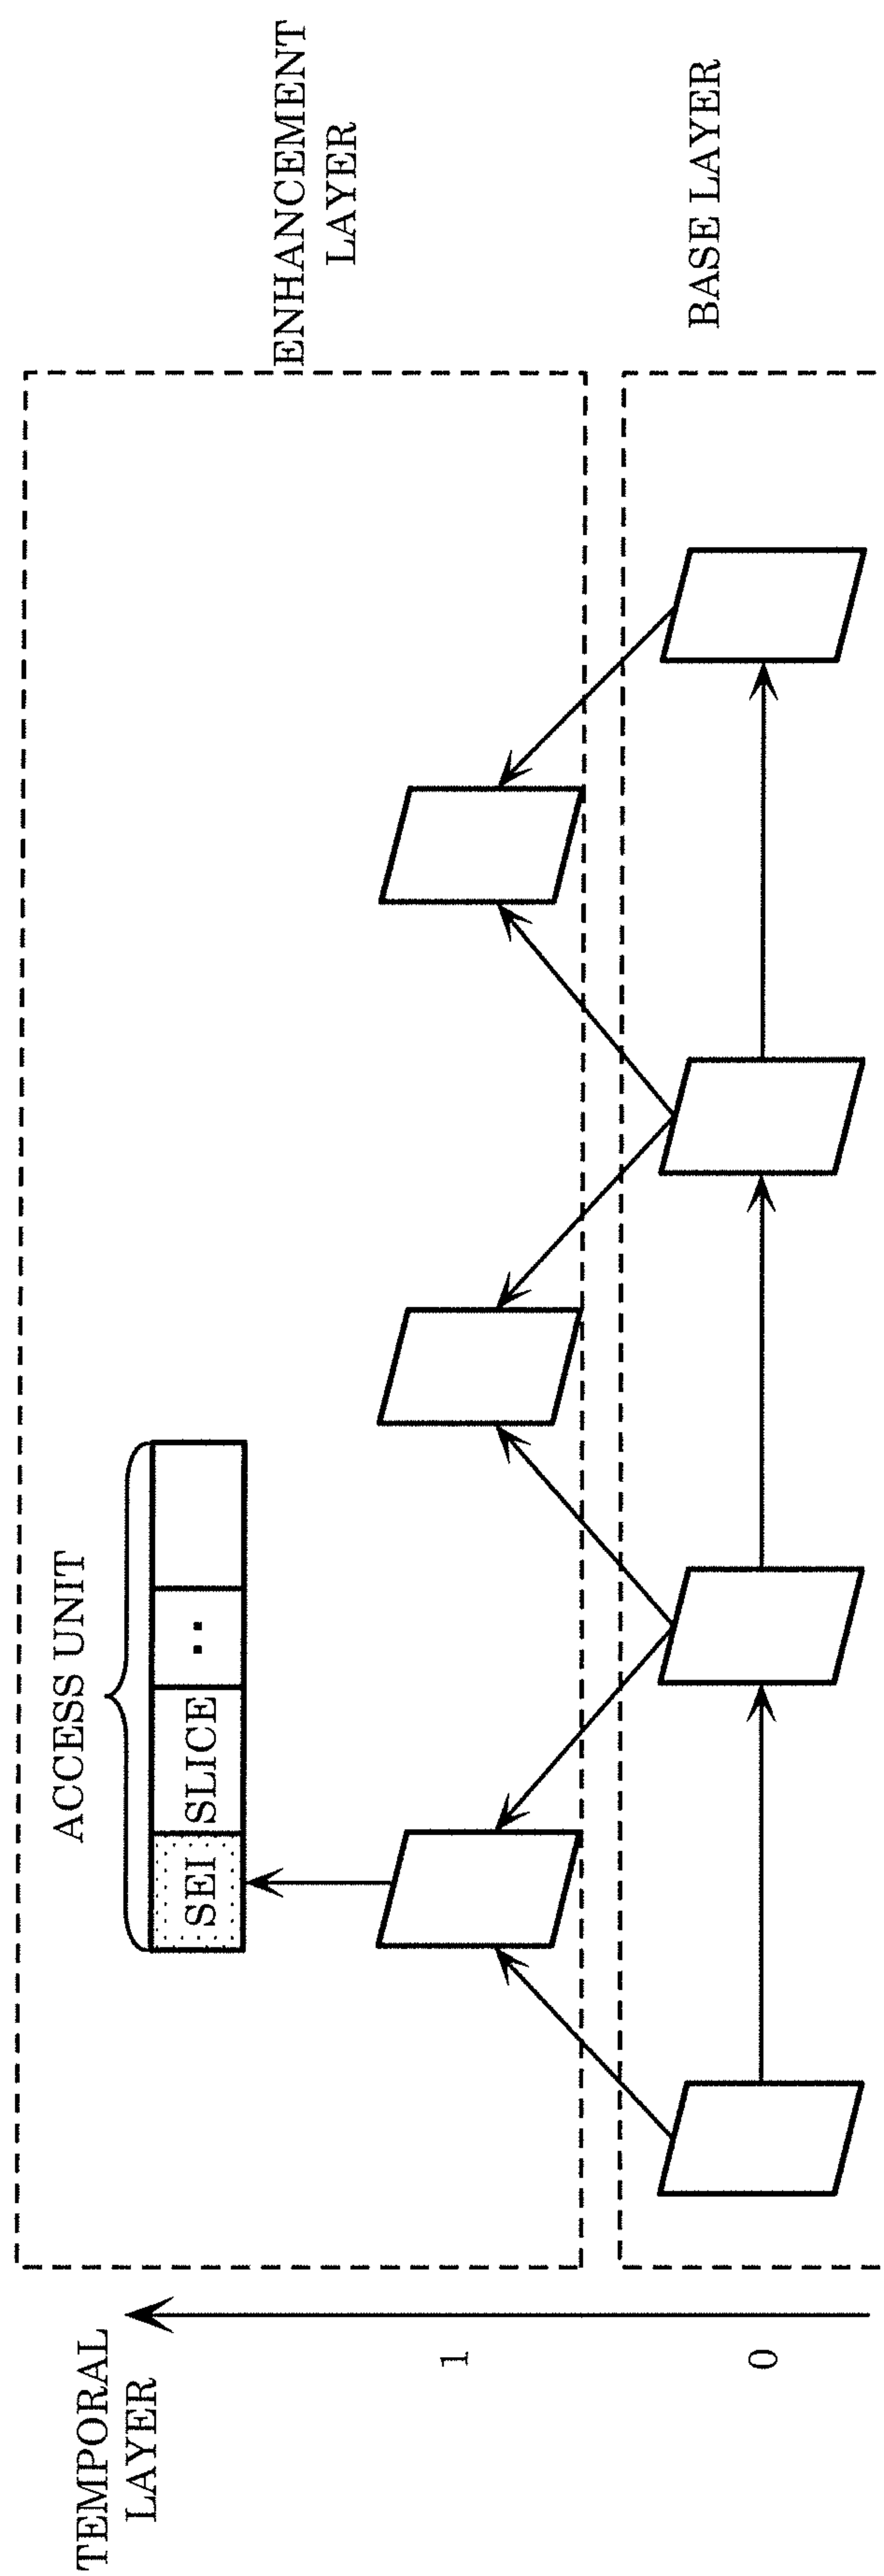 TEMPORAL
LAYER
1
0
ACCESS UNIT
SEI
SLICE
..
ENHANCEMENT
LAYER
BASE LAYER